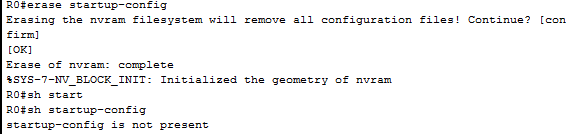 R0#erase startup-config
Erasing the nvram filesystem will remove all configuration files! Continue? [con
firm]
[OK]
Erase of nvram: complete
%SYS-7-NV_BLOCK_INIT: Initialized the geometry of nvram
R0#sh start
R0#sh startup-config
startup-config is not present